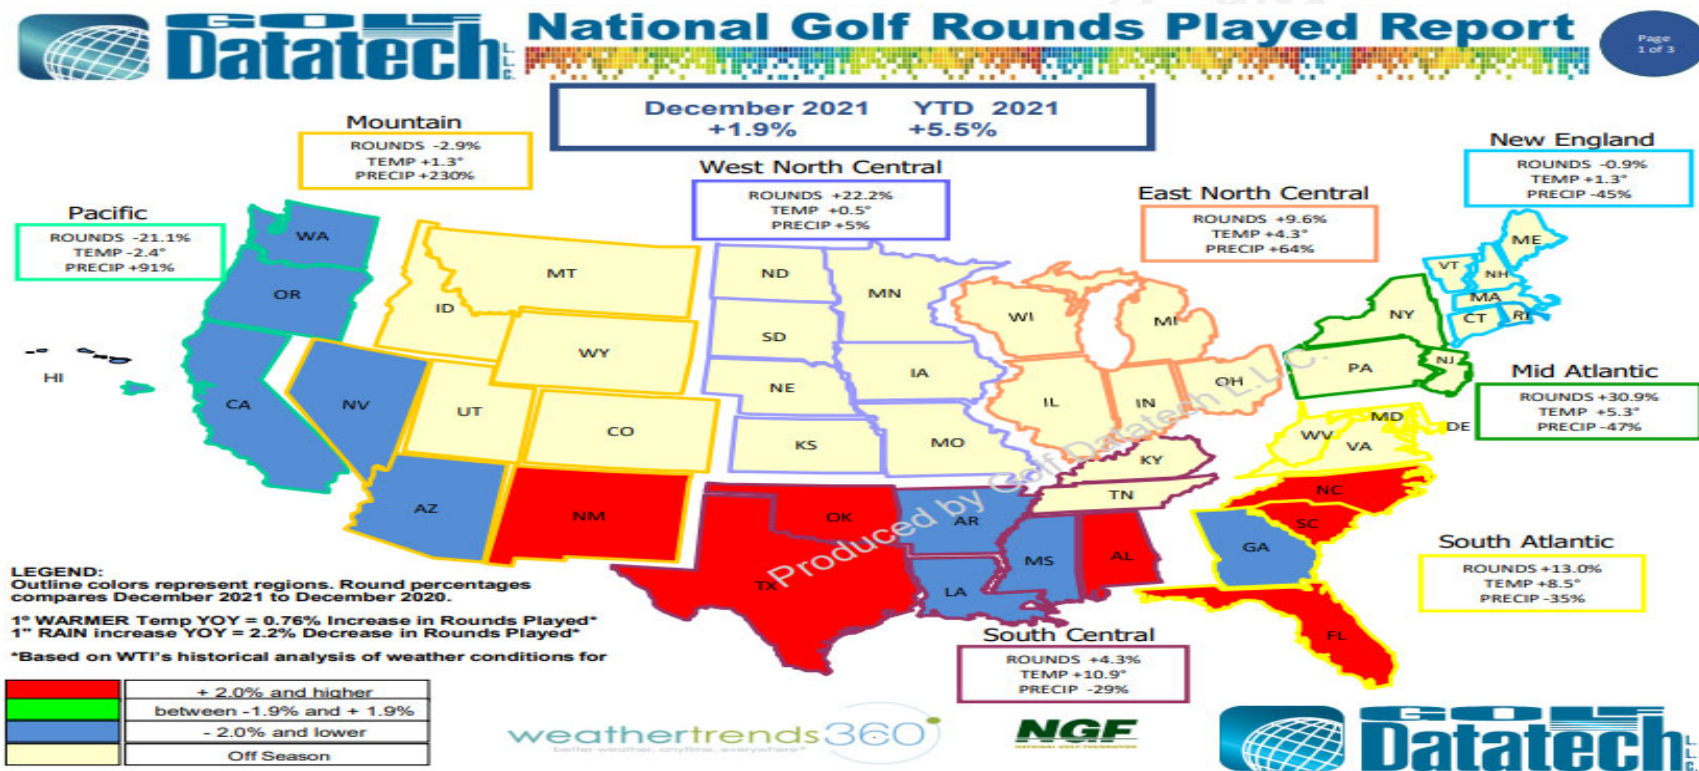 GOLF
Datatech L.L.C.
National Golf Rounds Played Report
Page
1 of 3
December 2021 YTD 2021
+1.9% +5.5%
Mountain
ROUNDS -2.9%
TEMP +1.3°
PRECIP +230%
New England
ROUNDS -0.9%
TEMP +1.3°
PRECIP -45%
West North Central
ROUNDS +22.2%
TEMP +0.5°
PRECIP +5%
East North Central
ROUNDS +9.6%
TEMP +4.3°
PRECIP +64%
Pacific
ROUNDS -21.1%
TEMP -2.4°
PRECIP +91%
WA
OR
CA
HI
MT
ID
WY
NV
UT
CO
AZ
NM
ND
SD
NE
KS
MN
IA
MO
WI
MI
IL
IN
OH
ME
VT
NH
MA
CT
RI
NY
PA
NJ
Mid Atlantic
ROUNDS +30.9%
TEMP +5.3°
PRECIP -47%
MD
DE
WV
VA
KY
TN
NC
SC
GA
FL
OK
TX
AR
LA
MS
AL
Produced by Golf Datatech L.L.C.
South Atlantic
ROUNDS +13.0%
TEMP +8.5°
PRECIP -35%
South Central
ROUNDS +4.3%
TEMP +10.9°
PRECIP -29%
LEGEND:
Outline colors represent regions. Round percentages
compares December 2021 to December 2020.
1° WARMER Temp YOY = 0.76% Increase in Rounds Played*
1" RAIN increase YOY = 2.2% Decrease in Rounds Played*
*Based on WTI's historical analysis of weather conditions for
+ 2.0% and higher
between -1.9% and + 1.9%
- 2.0% and lower
Off Season
weathertrends360°
better weather, anytime, everywhere®
NGF
NATIONAL GOLF FOUNDATION
GOLF
Datatech L.L.C.